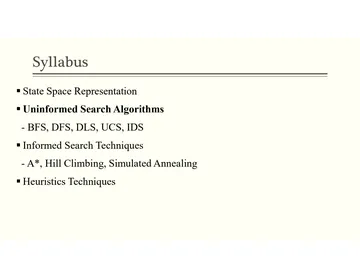 Syllabus
▪ State Space Representation
▪ Uninformed Search Algorithms
- BFS, DFS, DLS, UCS, IDS
▪ Informed Search Techniques
- A*, Hill Climbing, Simulated Annealing
▪ Heuristics Techniques